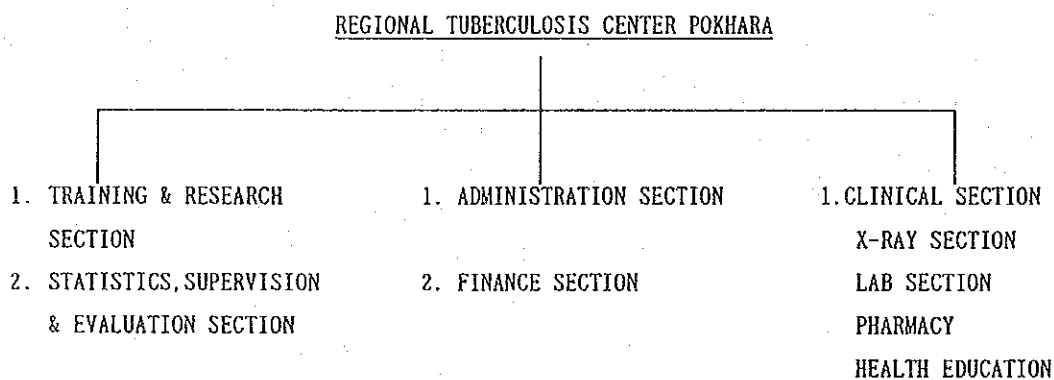 REGIONAL TUBERCULOSIS CENTER POKHARA
1. TRAINING & RESEARCH
SECTION
2. STATISTICS,SUPERVISION
& EVALUATION SECTION
1. ADMINISTRATION SECTION
2. FINANCE SECTION
1.CLINICAL SECTION
X-RAY SECTION
LAB SECTION
PHARMACY
HEALTH EDUCATION